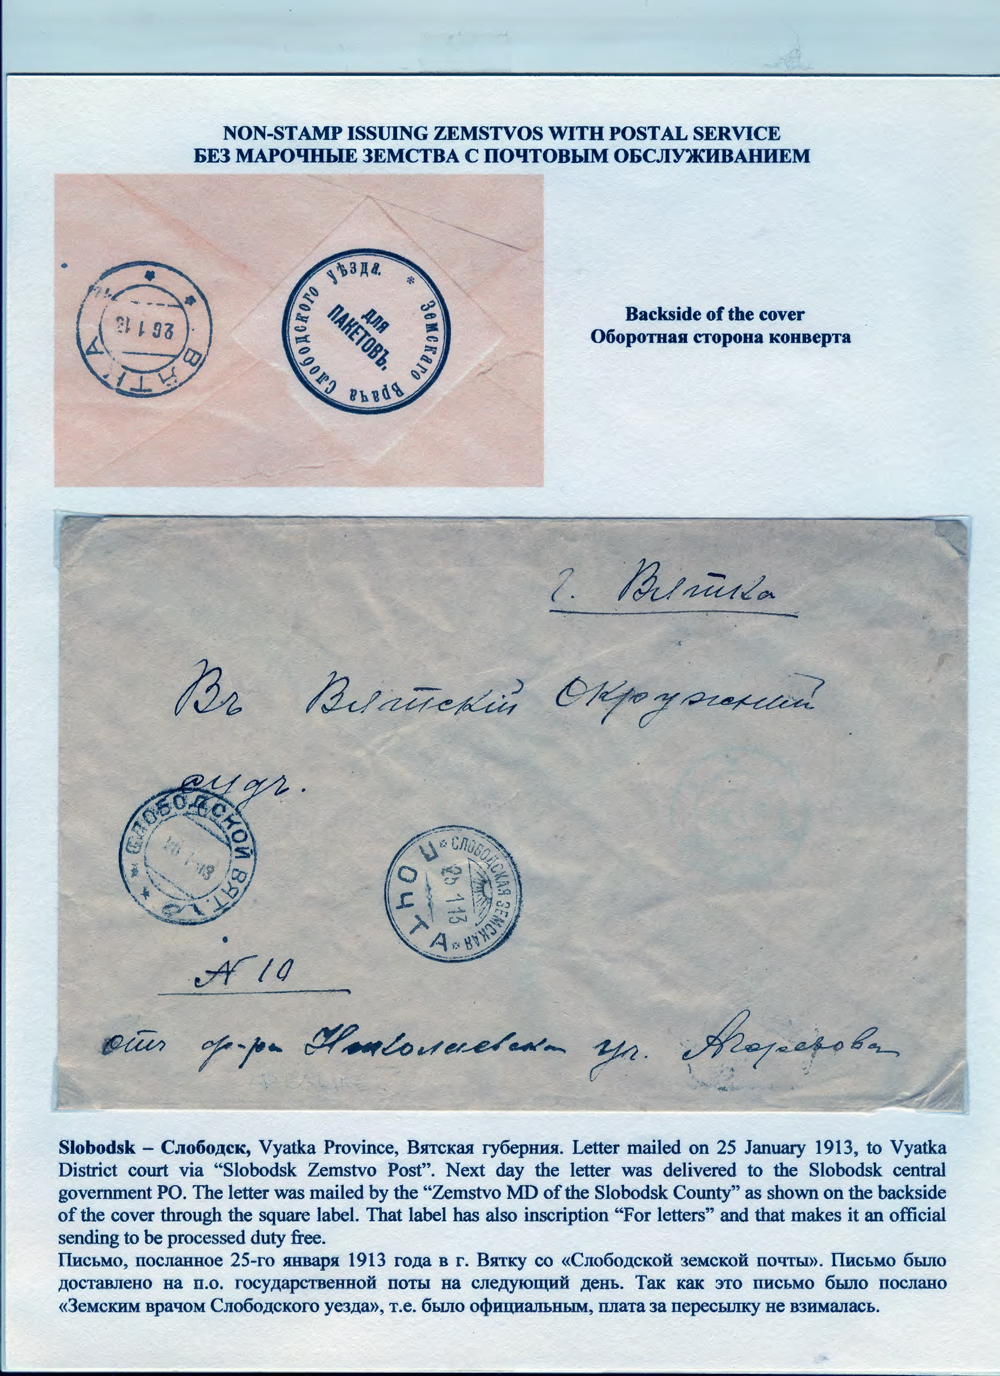 NON-STAMP ISSUING ZEMSTVOS WITH POSTAL SERVICE
БЕЗ МАРОЧНЫЕ ЗЕМСТВА С ПОЧТОВЫМ ОБСЛУЖИВАНИЕМ
ВЯТКА
26 1 13
* Земскаго Врача Слободского уѣзда.
для
ПАКЕТОВЪ.
Backside of the cover
Оборотная сторона конверта
г. Вятка
Въ Вятскій Окружний
судъ.
СЛОБОДСКОЙ ВЯТ.
СЛОБОДСКАЯ ЗЕМСКАЯ
ПОЧТА
25 1 13
N 10
отъ
Slobodsk – Слободск, Vyatka Province, Вятская губерния. Letter mailed on 25 January 1913, to Vyatka
District court via “Slobodsk Zemstvo Post”. Next day the letter was delivered to the Slobodsk central
government PO. The letter was mailed by the “Zemstvo MD of the Slobodsk County” as shown on the backside
of the cover through the square label. That label has also inscription “For letters” and that makes it an official
sending to be processed duty free.
Письмо, посланное 25-го января 1913 года в г. Вятку со «Слободской земской почты». Письмо было
доставлено на п.о. государственной поты на следующий день. Так как это письмо было послано
«Земским врачом Слободского уезда», т.е. было официальным, плата за пересылку не взималась.